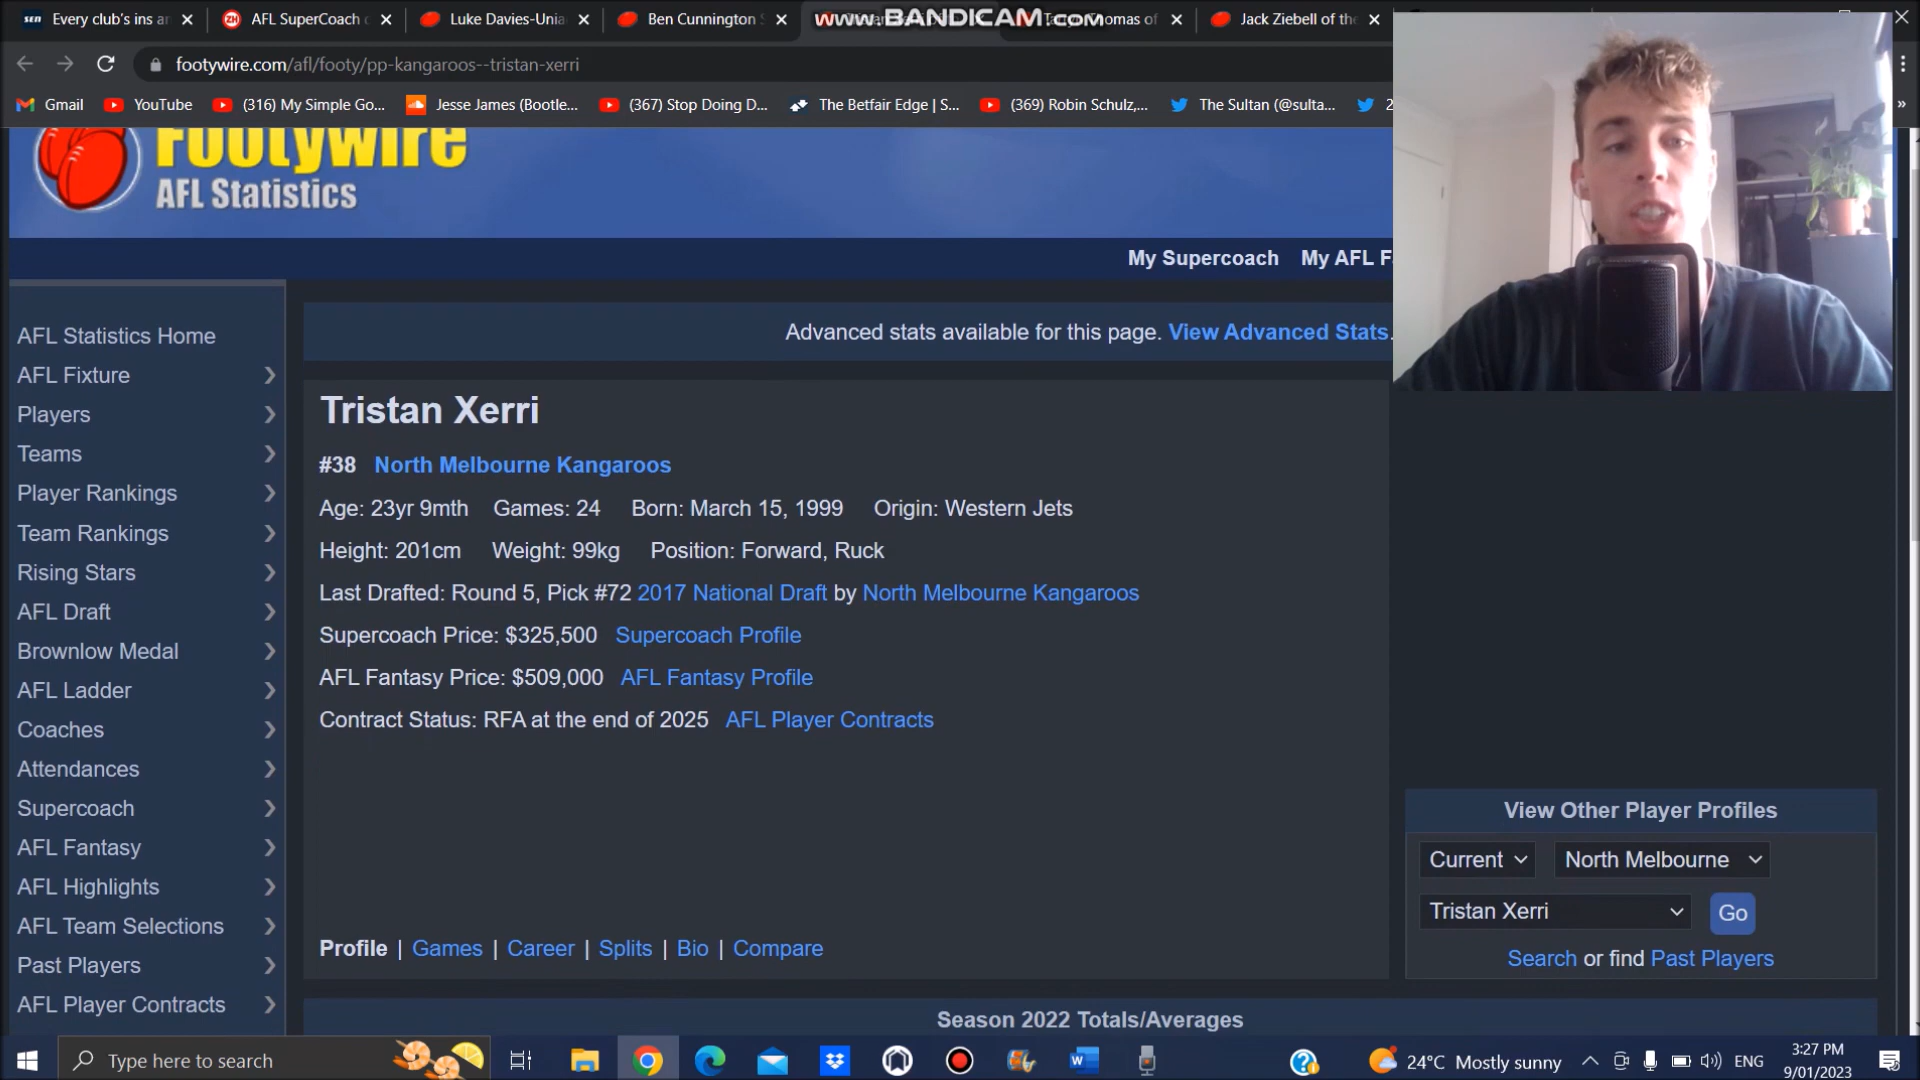 Every club's ins a
AFL SuperCoach
Luke Davies-Unia
Ben Cunnington
www.BANDICAM.com
Thomas of
Jack Ziebell of the
footywire.com/afl/footy/pp-kangaroos--tristan-xerri
Gmail
YouTube
(316) My Simple Go...
Jesse James (Bootle...
(367) Stop Doing D...
The Betfair Edge | S...
(369) Robin Schulz,...
The Sultan (@sulta...
2
»
Footywire
AFL Statistics
My Supercoach My AFL F
AFL Statistics Home
AFL Fixture
Players
Teams
Player Rankings
Team Rankings
Rising Stars
AFL Draft
Brownlow Medal
AFL Ladder
Coaches
Attendances
Supercoach
AFL Fantasy
AFL Highlights
AFL Team Selections
Past Players
AFL Player Contracts
Advanced stats available for this page. View Advanced Stats.
Tristan Xerri
#38 North Melbourne Kangaroos
Age: 23yr 9mth Games: 24 Born: March 15, 1999 Origin: Western Jets
Height: 201cm Weight: 99kg Position: Forward, Ruck
Last Drafted: Round 5, Pick #72 2017 National Draft by North Melbourne Kangaroos
Supercoach Price: $325,500 Supercoach Profile
AFL Fantasy Price: $509,000 AFL Fantasy Profile
Contract Status: RFA at the end of 2025 AFL Player Contracts
Profile | Games | Career | Splits | Bio | Compare
View Other Player Profiles
Current North Melbourne
Tristan Xerri Go
Search or find Past Players
Season 2022 Totals/Averages
Type here to search
24°C Mostly sunny
ENG
3:27 PM
9/01/2023